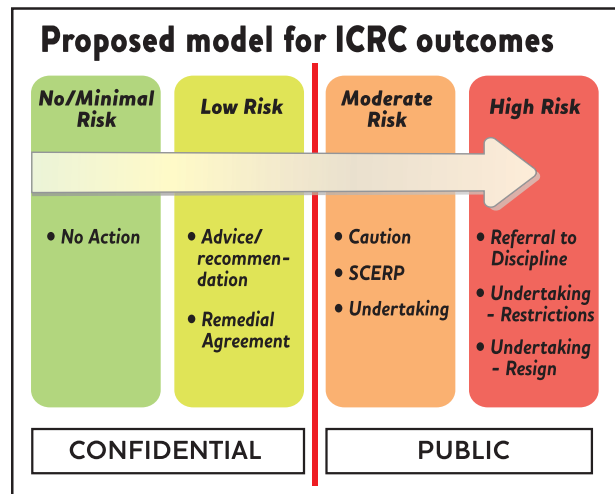 Proposed model for ICRC outcomes
No/Minimal
Risk
• No Action
Low Risk
• Advice/
recommen-
dation
• Remedial
Agreement
Moderate
Risk
• Caution
• SCERP
• Undertaking
High Risk
• Referral to
Discipline
• Undertaking
- Restrictions
• Undertaking
- Resign
CONFIDENTIAL
PUBLIC